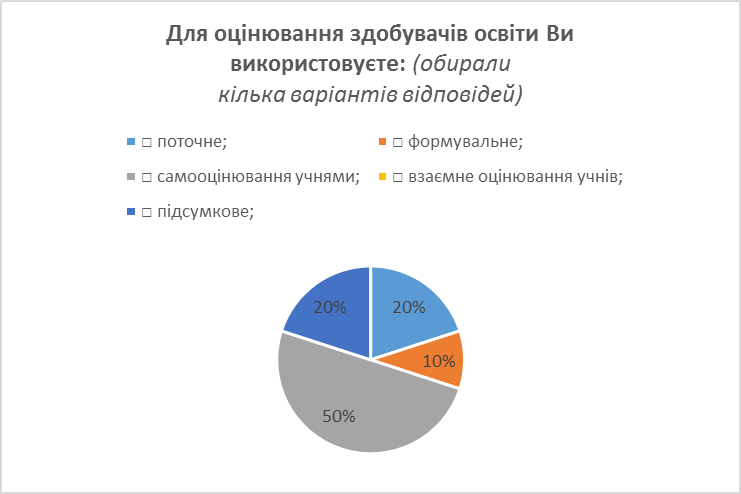 Для оцінювання здобувачів освіти Ви
використовуєте: (обирали
кілька варіантів відповідей)
□ поточне;
□ формувальне;
□ самооцінювання учнями;
□ взаємне оцінювання учнів;
□ підсумкове;
20%
20%
10%
50%